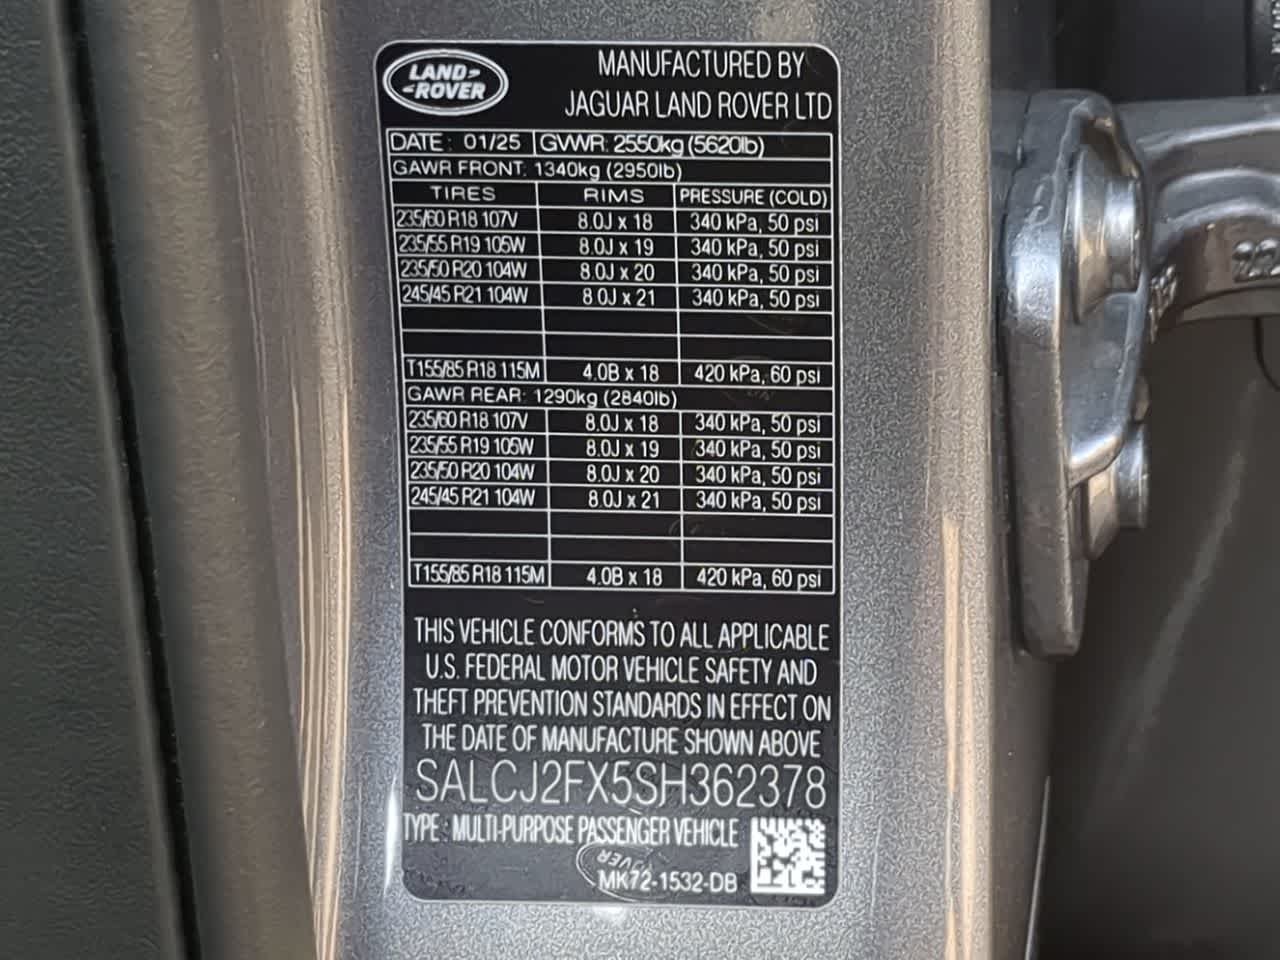 LAND-
-ROVER
MANUFACTURED BY
JAGUAR LAND ROVER LTD
DATE : 01/25 GVWR: 2550kg (5620lb)
GAWR FRONT: 1340kg (2950lb)
TIRES RIMS PRESSURE (COLD)
235/60 R18 107V 8.0J x 18 340 kPa, 50 psi
235/55 R19 105W 8.0J x 19 340 kPa, 50 psi
235/50 R20 104W 8.0J x 20 340 kPa, 50 psi
245/45 R21 104W 8.0J x 21 340 kPa, 50 psi
T155/85 R18 115M 4.0B x 18 420 kPa, 60 psi
GAWR REAR: 1290kg (2840lb)
235/60 R18 107V 8.0J x 18 340 kPa, 50 psi
235/55 R19 105W 8.0J x 19 340 kPa, 50 psi
235/50 R20 104W 8.0J x 20 340 kPa, 50 psi
245/45 R21 104W 8.0J x 21 340 kPa, 50 psi
T155/85 R18 115M 4.0B x 18 420 kPa, 60 psi
THIS VEHICLE CONFORMS TO ALL APPLICABLE
U.S. FEDERAL MOTOR VEHICLE SAFETY AND
THEFT PREVENTION STANDARDS IN EFFECT ON
THE DATE OF MANUFACTURE SHOWN ABOVE
SALCJ2FX5SH362378
TYPE : MULTI-PURPOSE PASSENGER VEHICLE
ROVER
MK72-1532-DB